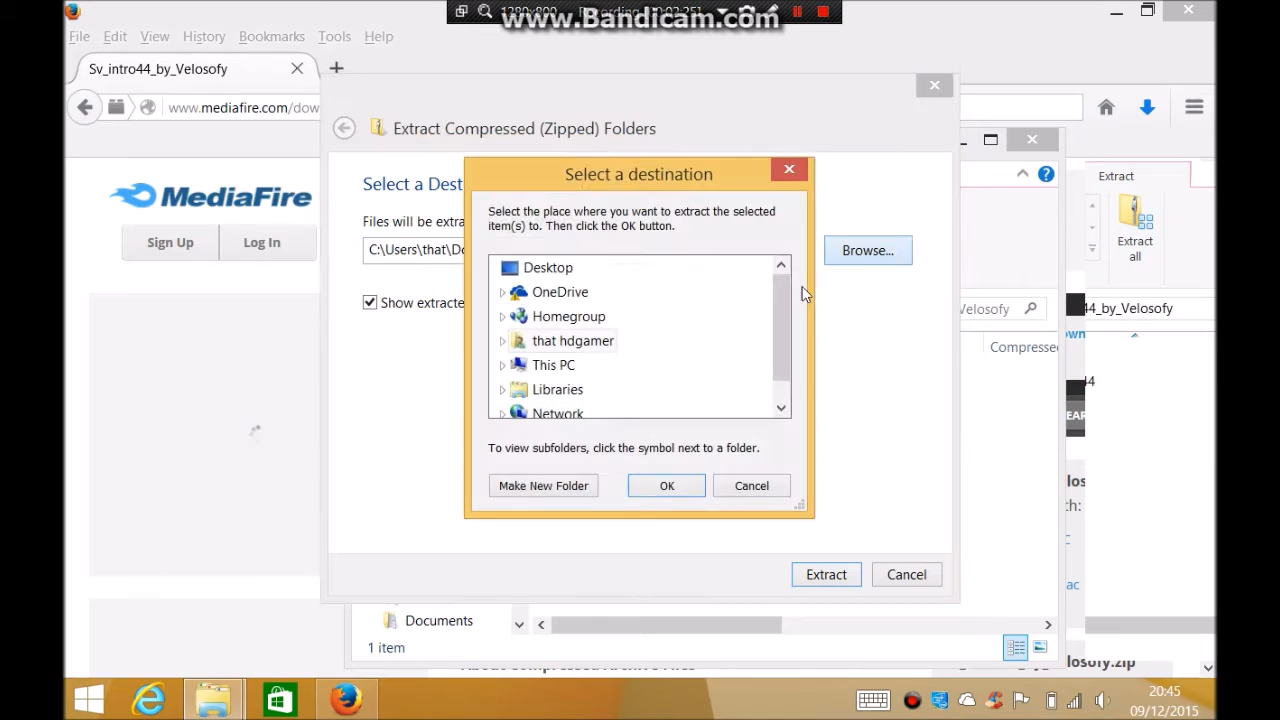 1280x800
www.Bandicam.com
File Edit View History Bookmarks Tools Help
Sv_intro44_by_Velosofy
www.mediafire.com/dow
Extract Compressed (Zipped) Folders
Select a Dest
Files will be extra
C:\Users\that\Do
Browse...
Show extracte
MediaFire
Sign Up
Log In
Select a destination
Select the place where you want to extract the selected
item(s) to. Then click the OK button.
Desktop
OneDrive
Homegroup
that hdgamer
This PC
Libraries
Network
To view subfolders, click the symbol next to a folder.
Make New Folder
OK
Cancel
Extract
Cancel
Extract
Extract
all
Velosofy
44_by_Velosofy
Compresse
44
Documents
1 item
losofy.zip
20:45
09/12/2015